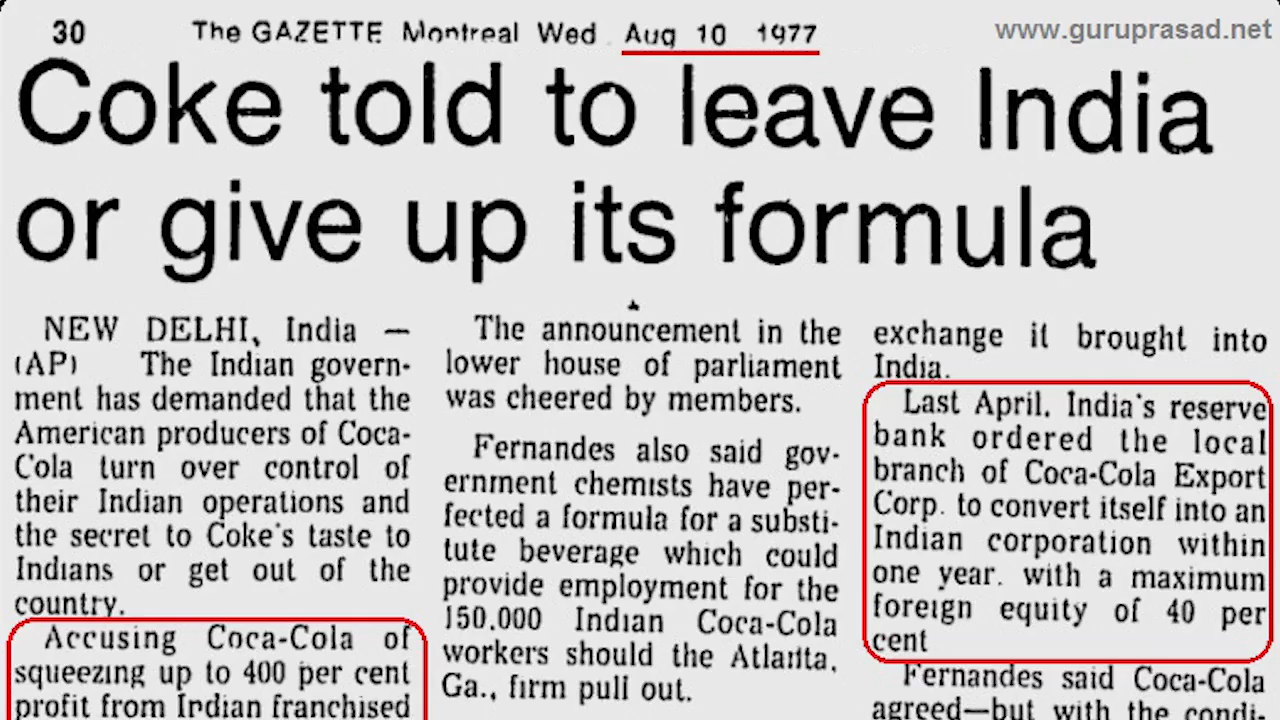 30 The GAZETTE Montreal Wed Aug 10 1977
www.guruprasad.net
Coke told to leave India
or give up its formula
NEW DELHI, India —
(AP) The Indian govern-
ment has demanded that the
American producers of Coca-
Cola turn over control of
their Indian operations and
the secret to Coke's taste to
Indians or get out of the
country.
Accusing Coca-Cola of
squeezing up to 400 per cent
profit from Indian franchised
The announcement in the
lower house of parliament
was cheered by members.
Fernandes also said gov-
ernment chemists have per-
fected a formula for a substi-
tute beverage which could
provide employment for the
150,000 Indian Coca-Cola
workers should the Atlanta,
Ga., firm pull out.
exchange it brought into
India.
Last April, India's reserve
bank ordered the local
branch of Coca-Cola Export
Corp. to convert itself into an
Indian corporation within
one year, with a maximum
foreign equity of 40 per
cent
Fernandes said Coca-Cola
agreed—but with the condi-